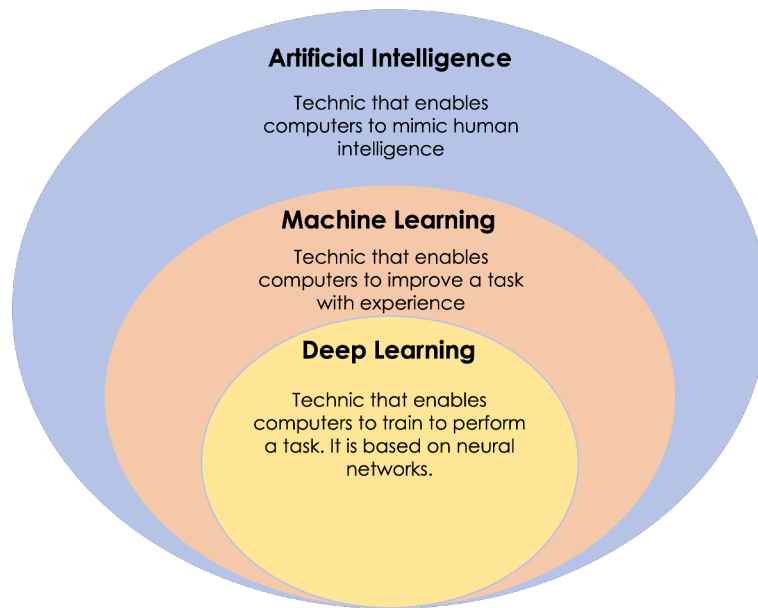 Artificial Intelligence
Technic that enables
computers to mimic human
intelligence
Machine Learning
Technic that enables
computers to improve a task
with experience
Deep Learning
Technic that enables
computers to train to perform
a task. It is based on neural
networks.